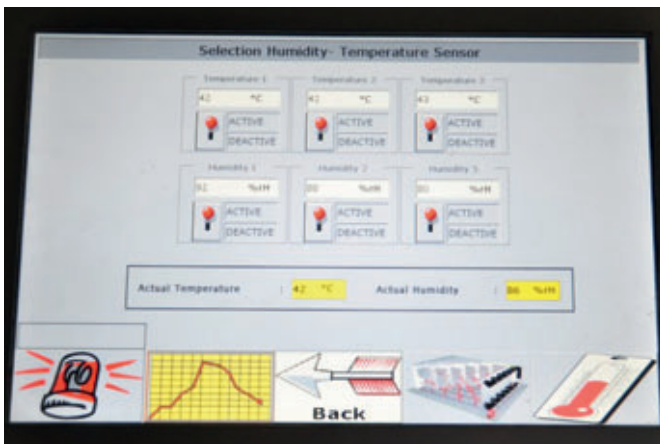 Selection Humidity- Temperature Sensor
Temperature 1 Temperature 2 Temperature 3
42 °C 42 °C 43 °C
ACTIVE ACTIVE ACTIVE
DEACTIVE DEACTIVE DEACTIVE
Humidity 1 Humidity 2 Humidity 3
%rH %rH %rH
ACTIVE ACTIVE ACTIVE
DEACTIVE DEACTIVE DEACTIVE
Actual Temperature : 42 °C Actual Humidity : 86 %rH
Back